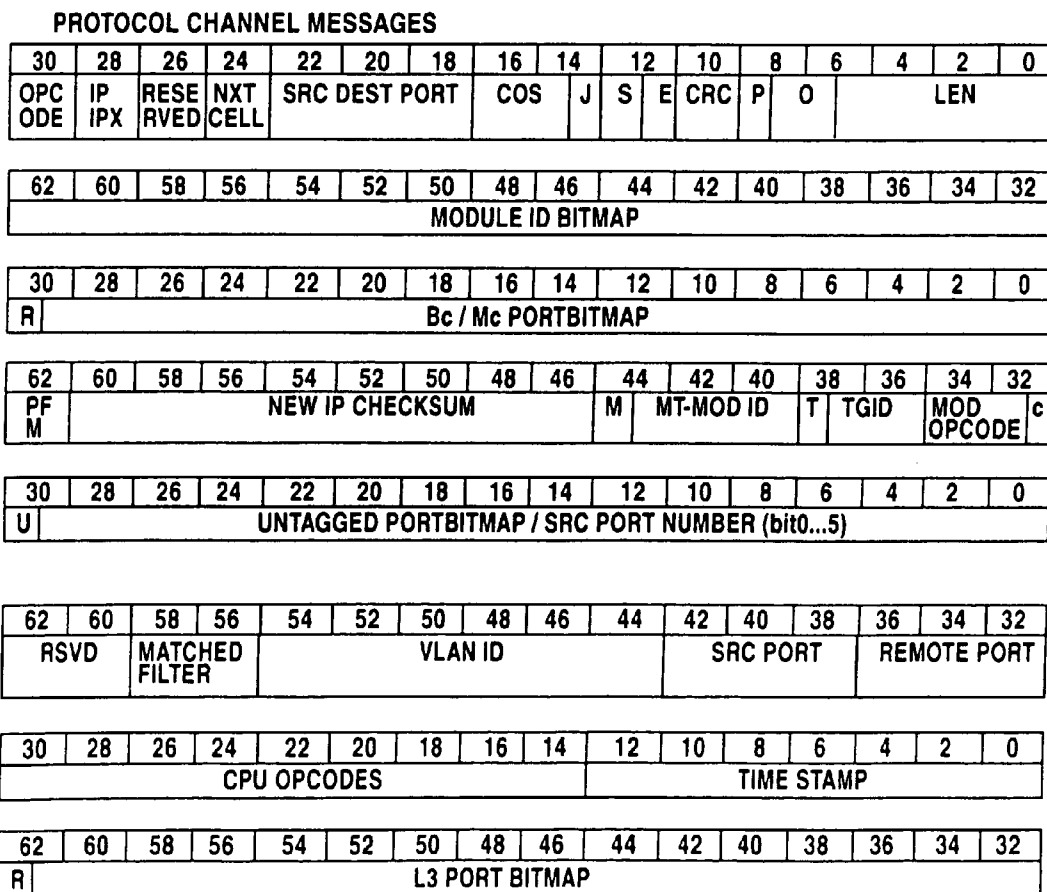 PROTOCOL CHANNEL MESSAGES
30 28 26 24 22 20 18 16 14 12 10 8 6 4 2 0
OPC IP RESE NXT SRC DEST PORT COS J S E CRC P O LEN
ODE IPX RVED CELL
62 60 58 56 54 52 50 48 46 44 42 40 38 36 34 32
MODULE ID BITMAP
30 28 26 24 22 20 18 16 14 12 10 8 6 4 2 0
R Bc / Mc PORTBITMAP
62 60 58 56 54 52 50 48 46 44 42 40 38 36 34 32
PF NEW IP CHECKSUM M MT-MOD ID T TGID MOD c
M OPCODE
30 28 26 24 22 20 18 16 14 12 10 8 6 4 2 0
U UNTAGGED PORTBITMAP / SRC PORT NUMBER (bit0...5)
62 60 58 56 54 52 50 48 46 44 42 40 38 36 34 32
RSVD MATCHED VLAN ID SRC PORT REMOTE PORT
FILTER
30 28 26 24 22 20 18 16 14 12 10 8 6 4 2 0
CPU OPCODES TIME STAMP
62 60 58 56 54 52 50 48 46 44 42 40 38 36 34 32
R L3 PORT BITMAP